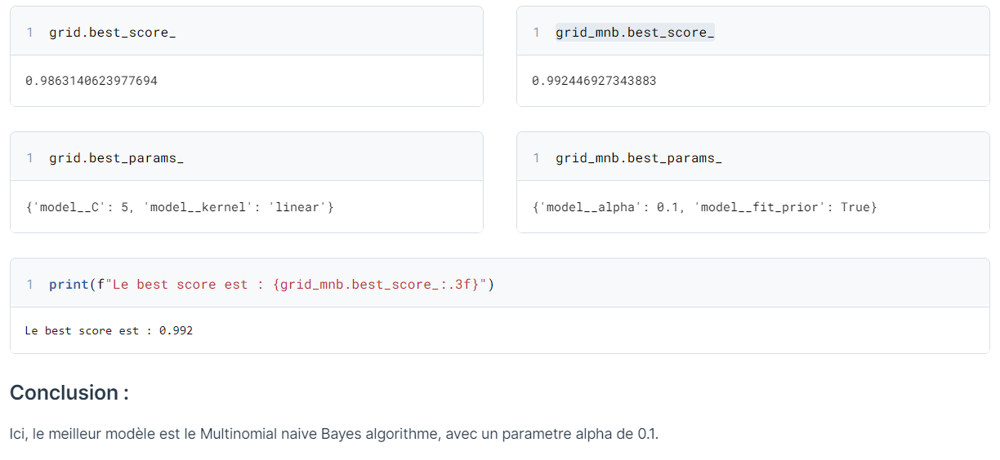 1 grid.best_score_
0.9863140623977694
1 grid_mnb.best_score_
0.992446927343883
1 grid.best_params_
{'model__C': 5, 'model__kernel': 'linear'}
1 grid_mnb.best_params_
{'model__alpha': 0.1, 'model__fit_prior': True}
1 print(f"Le best score est : {grid_mnb.best_score_:.3f}")
Le best score est : 0.992
Conclusion :
Ici, le meilleur modèle est le Multinomial naive Bayes algorithme, avec un parametre alpha de 0.1.